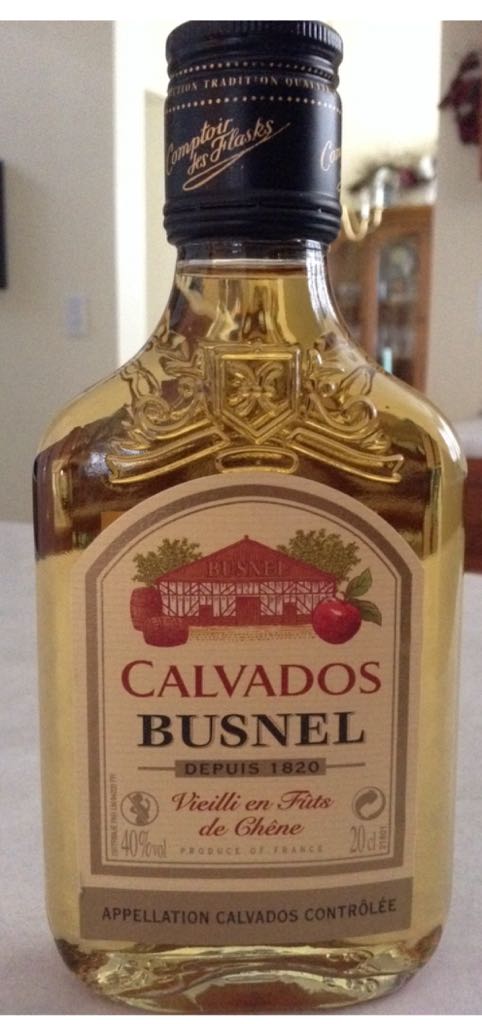 TRADITION
Comptoir
des Flasks
BUSNEL
CALVADOS
BUSNEL
DEPUIS 1820
Vieilli en Fûts
de Chêne
40%vol
20 cl
PRODUCE OF FRANCE
APPELLATION CALVADOS CONTRÔLÉE